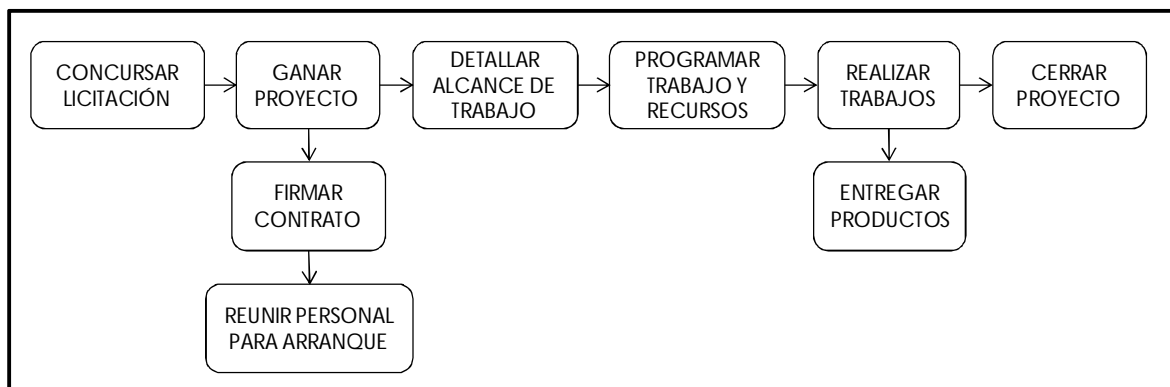 CONCURSAR
LICITACIÓN
GANAR
PROYECTO
DETALLAR
ALCANCE DE
TRABAJO
PROGRAMAR
TRABAJO Y
RECURSOS
REALIZAR
TRABAJOS
CERRAR
PROYECTO
FIRMAR
CONTRATO
ENTREGAR
PRODUCTOS
REUNIR PERSONAL
PARA ARRANQUE